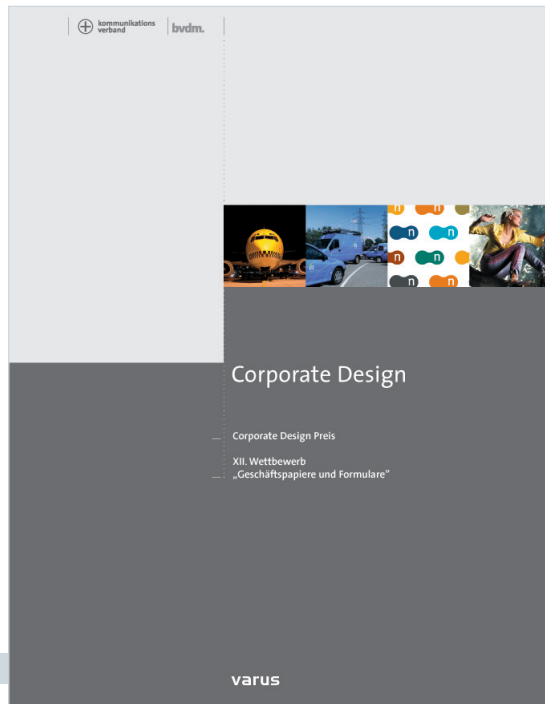 kommunikations
verband
bvdm.
n n
n n
n n
Corporate Design
Corporate Design Preis
XII. Wettbewerb
„Geschäftspapiere und Formulare”
varus